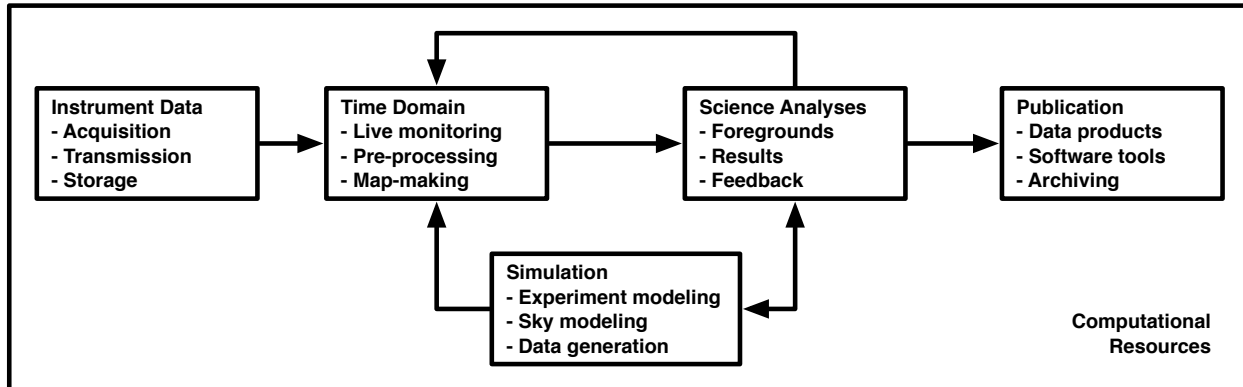 Instrument Data
- Acquisition
- Transmission
- Storage
Time Domain
- Live monitoring
- Pre-processing
- Map-making
Science Analyses
- Foregrounds
- Results
- Feedback
Publication
- Data products
- Software tools
- Archiving
Simulation
- Experiment modeling
- Sky modeling
- Data generation
Computational
Resources